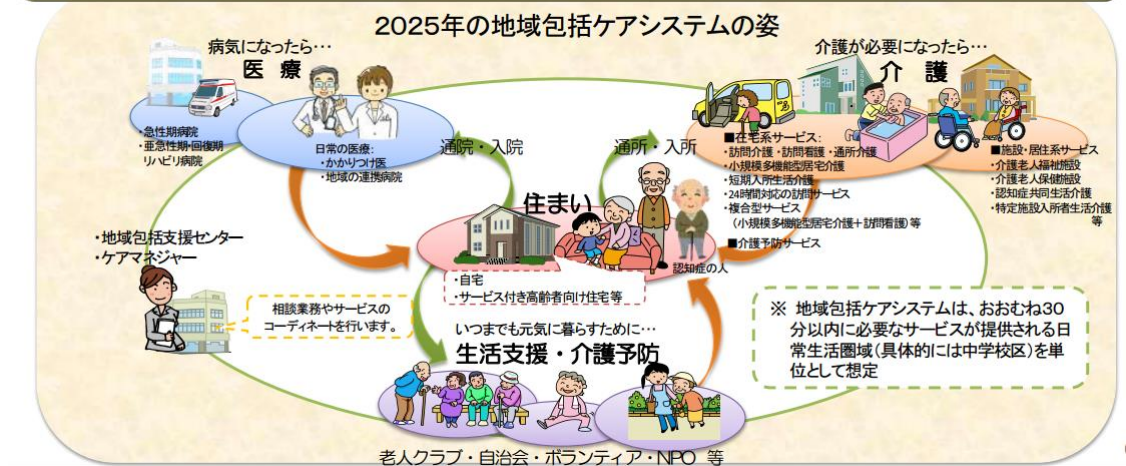 2025年の地域包括ケアシステムの姿
病気になったら…
医 療
・急性期病院
・亜急性期・回復期
リハビリ病院
日常の医療:
・かかりつけ医
・地域の連携病院
通院・入院
介護が必要になったら…
介 護
通所・入所
■在宅系サービス:
・訪問介護・訪問看護・通所介護
・小規模多機能型居宅介護
・短期入所生活介護
・24時間対応の訪問サービス
・複合型サービス
(小規模多機能型居宅介護+訪問看護)等
■介護予防サービス
■施設・居住系サービス
・介護老人福祉施設
・介護老人保健施設
・認知症共同生活介護
・特定施設入所者生活介護
等
住まい
認知症の人
・自宅
・サービス付き高齢者向け住宅等
・地域包括支援センター
・ケアマネジャー
相談業務やサービスの
コーディネートを行います。
いつまでも元気に暮らすために…
生活支援・介護予防
※ 地域包括ケアシステムは、おおむね30
分以内に必要なサービスが提供される日
常生活圏域(具体的には中学校区)を単
位として想定
老人クラブ・自治会・ボランティア・NPO 等